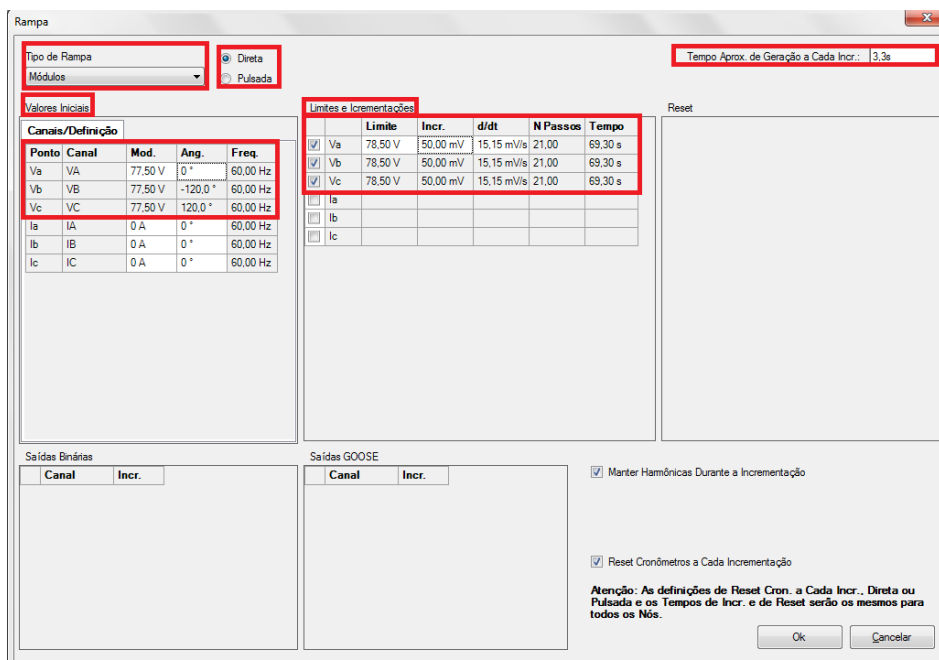 Rampa
x
Tipo de Rampa
Módulos
Direta
Pulsada
Tempo Aprox. de Geração a Cada Incr.: 3,3s
Valores Iniciais
Canais/Definição
Ponto Canal Mod. Ang. Freq.
Va VA 77,50 V 0 ° 60,00 Hz
Vb VB 77,50 V -120,0 ° 60,00 Hz
Vc VC 77,50 V 120,0 ° 60,00 Hz
Ia IA 0 A 0 ° 60,00 Hz
Ib IB 0 A 0 ° 60,00 Hz
Ic IC 0 A 0 ° 60,00 Hz
Limites e Icrementações
Limite Incr. d/dt N Passos Tempo
Va 78,50 V 50,00 mV 15,15 mV/s 21,00 69,30 s
Vb 78,50 V 50,00 mV 15,15 mV/s 21,00 69,30 s
Vc 78,50 V 50,00 mV 15,15 mV/s 21,00 69,30 s
Ia
Ib
Ic
Reset
Saídas Binárias
Canal Incr.
Saídas GOOSE
Canal Incr.
Manter Harmônicas Durante a Incrementação
Reset Cronômetros a Cada Incrementação
Atenção: As definições de Reset Cron. a Cada Incr., Direta ou
Pulsada e os Tempos de Incr. e de Reset serão os mesmos para
todos os Nós.
Ok
Cancelar